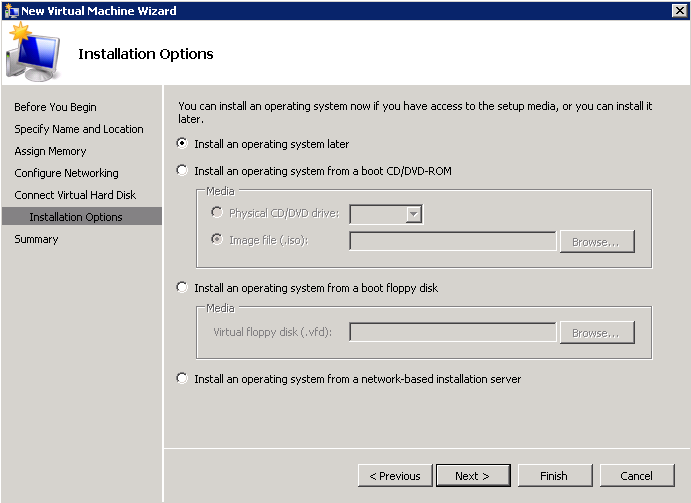 New Virtual Machine Wizard
Installation Options
Before You Begin
Specify Name and Location
Assign Memory
Configure Networking
Connect Virtual Hard Disk
Installation Options
Summary
You can install an operating system now if you have access to the setup media, or you can install it
later.
Install an operating system later
Install an operating system from a boot CD/DVD-ROM
Media
Physical CD/DVD drive:
Image file (.iso):
Browse...
Install an operating system from a boot floppy disk
Media
Virtual floppy disk (.vfd):
Browse...
Install an operating system from a network-based installation server
< Previous
Next >
Finish
Cancel